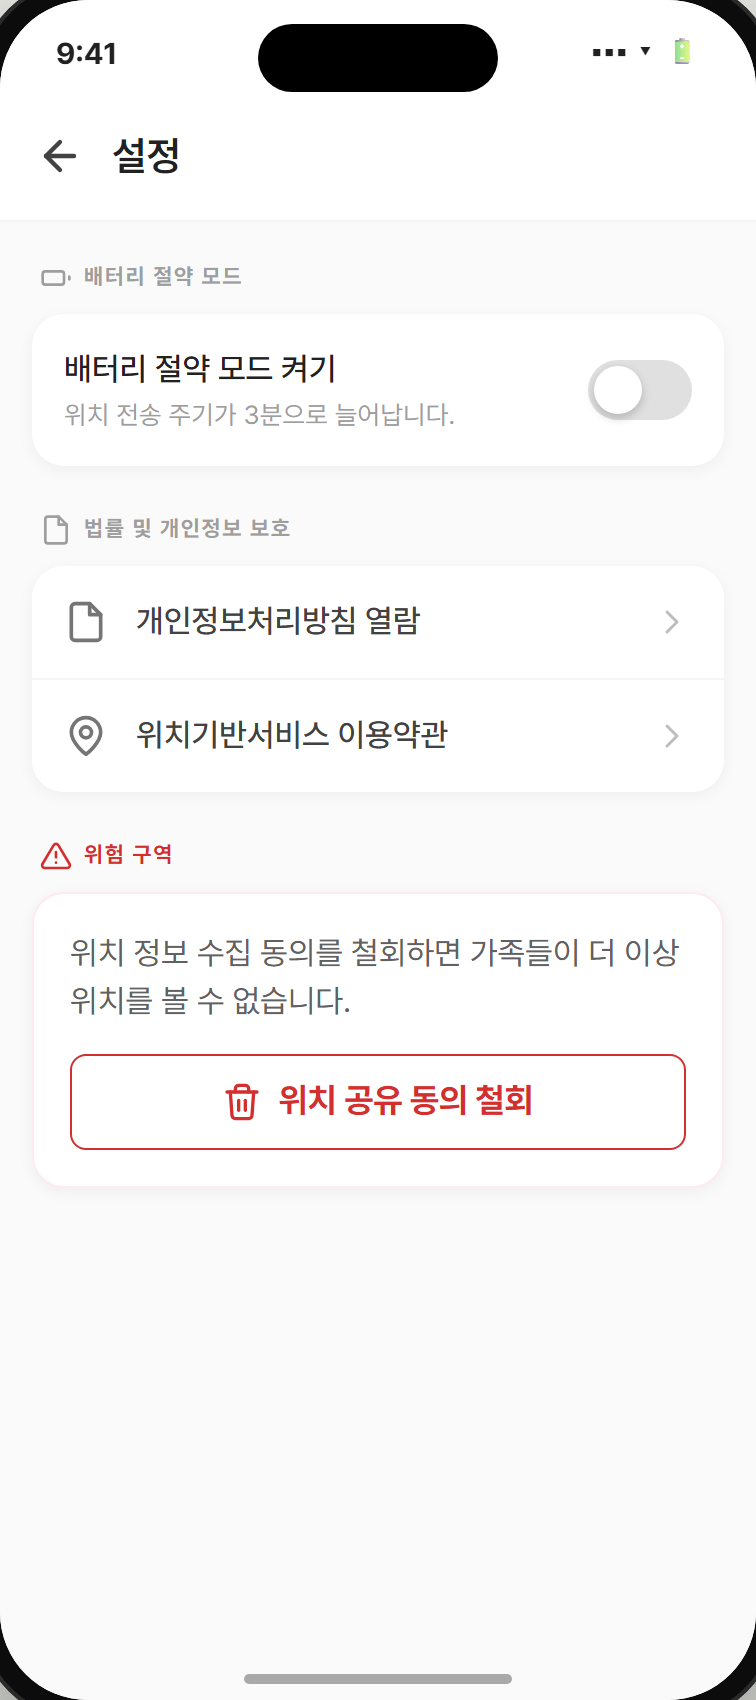 9:41
설정
배터리 절약 모드
배터리 절약 모드 켜기
위치 전송 주기가 3분으로 늘어납니다.
법률 및 개인정보 보호
개인정보처리방침 열람
위치기반서비스 이용약관
위험 구역
위치 정보 수집 동의를 철회하면 가족들이 더 이상
위치를 볼 수 없습니다.
위치 공유 동의 철회